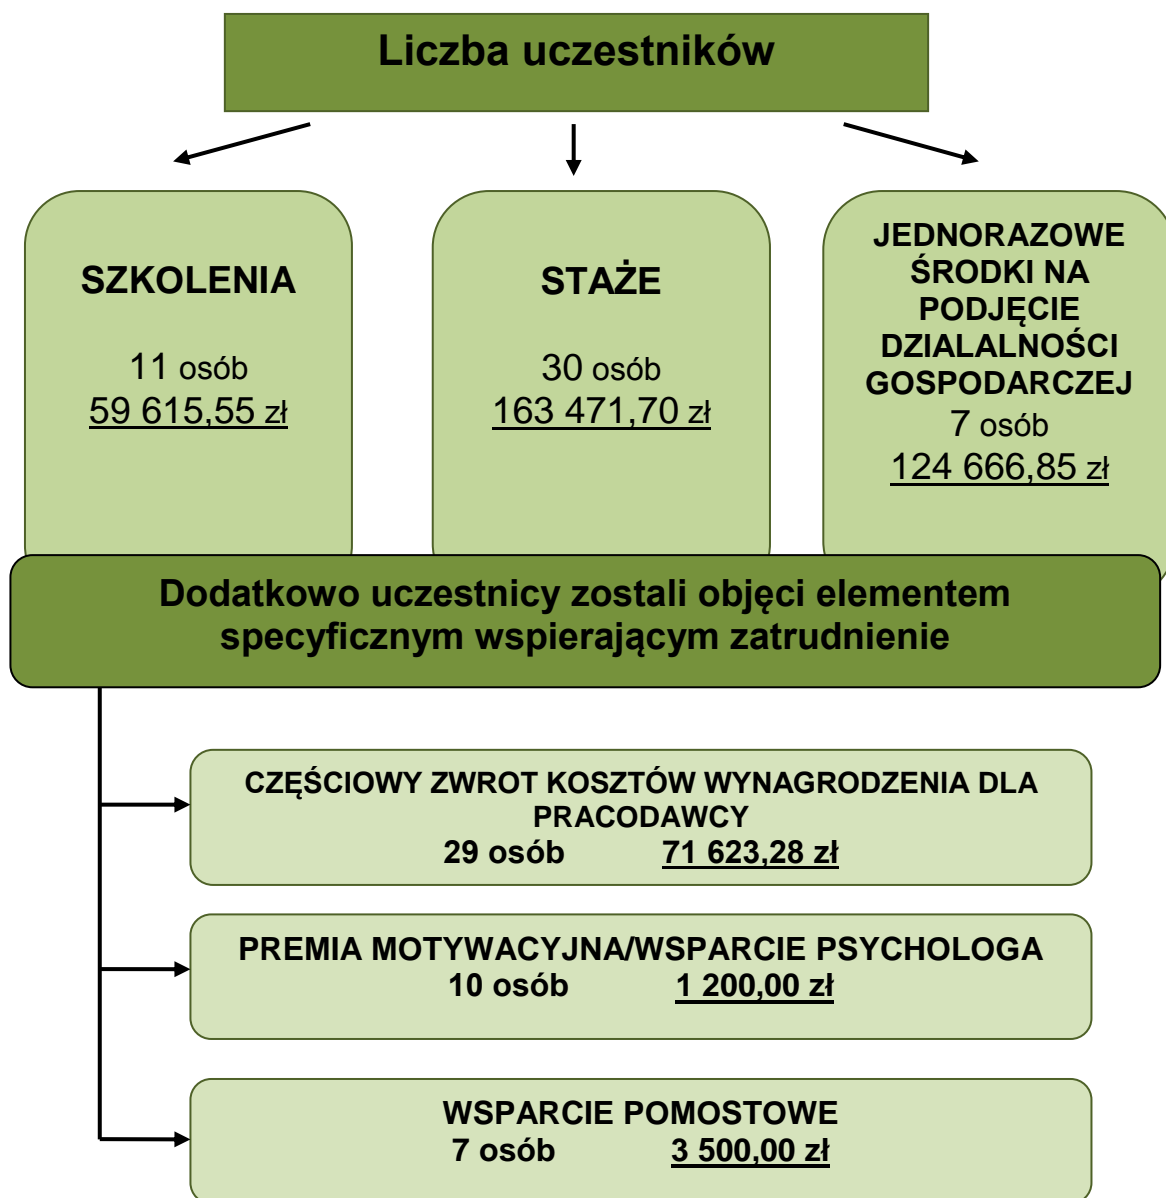 Liczba uczestników
SZKOLENIA
11 osób
59 615,55 zł
STAŻE
30 osób
163 471,70 zł
JEDNORAZOWE
ŚRODKI NA
PODJĘCIE
DZIALALNOŚCI
GOSPODARCZEJ
7 osób
124 666,85 zł
Dodatkowo uczestnicy zostali objęci elementem
specyficznym wspierającym zatrudnienie
CZĘŚCIOWY ZWROT KOSZTÓW WYNAGRODZENIA DLA
PRACODAWCY
29 osób 71 623,28 zł
PREMIA MOTYWACYJNA/WSPARCIE PSYCHOLOGA
10 osób 1 200,00 zł
WSPARCIE POMOSTOWE
7 osób 3 500,00 zł